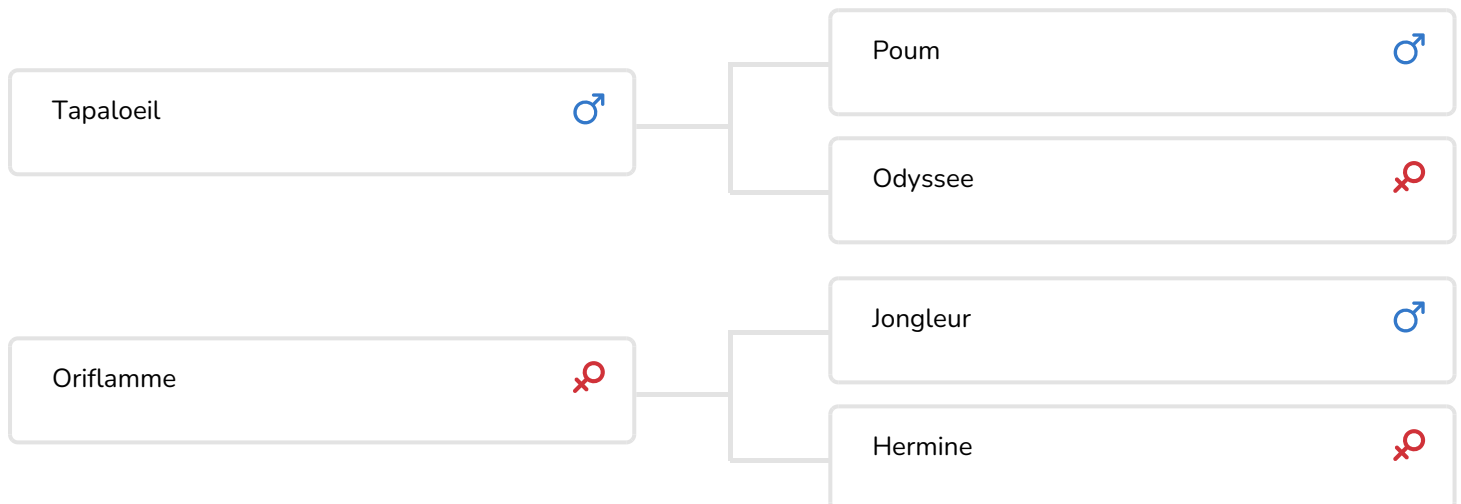 Tapaloeil
Poum
Odyssee
Oriflamme
Jongleur
Hermine